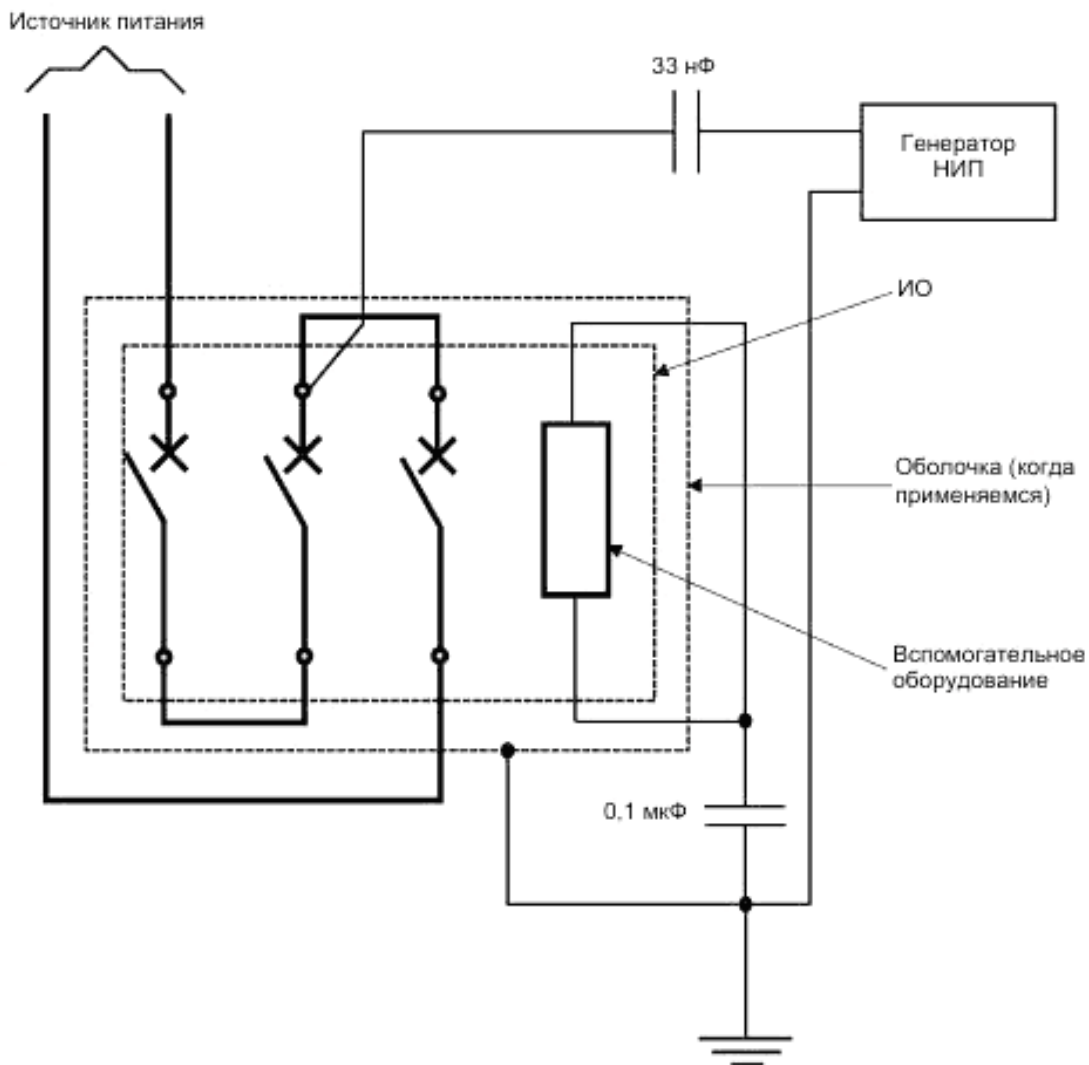 Источник питания
33 нФ
Генератор
НИП
ИО
Оболочка (когда
применяемся)
Вспомогательное
оборудование
0,1 мкФ